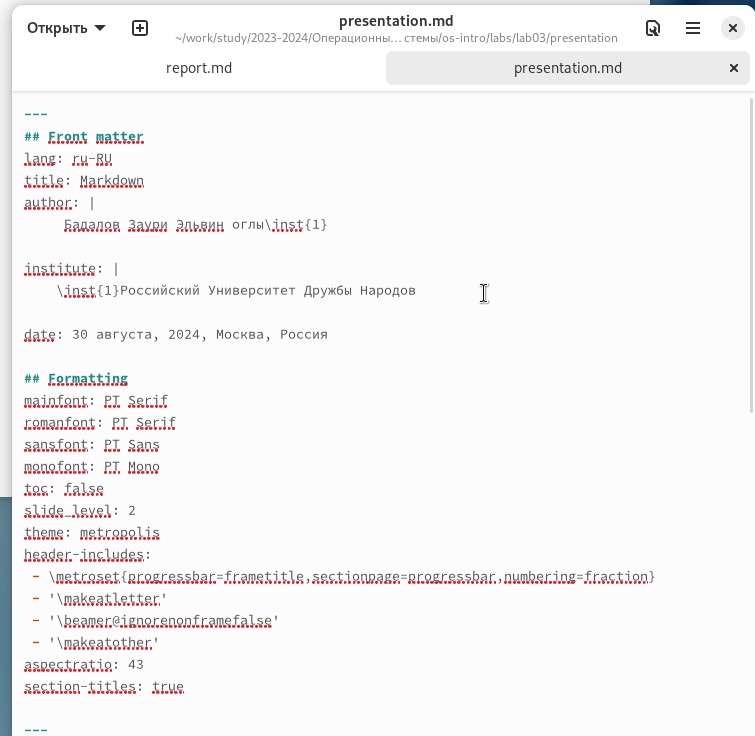 Открыть
presentation.md
~/work/study/2023-2024/Операционны… стемы/os-intro/labs/lab03/presentation
report.md
presentation.md
---
## Front matter
lang: ru-RU
title: Markdown
author: |
Бадалов Заури Эльвин оглы\inst{1}
institute: |
\inst{1}Российский Университет Дружбы Народов
date: 30 августа, 2024, Москва, Россия
## Formatting
mainfont: PT Serif
romanfont: PT Serif
sansfont: PT Sans
monofont: PT Mono
toc: false
slide_level: 2
theme: metropolis
header-includes:
- \metroset{progressbar=frametitle,sectionpage=progressbar,numbering=fraction}
- '\makeatletter'
- '\beamer@ignorenonframefalse'
- '\makeatother'
aspectratio: 43
section-titles: true
---